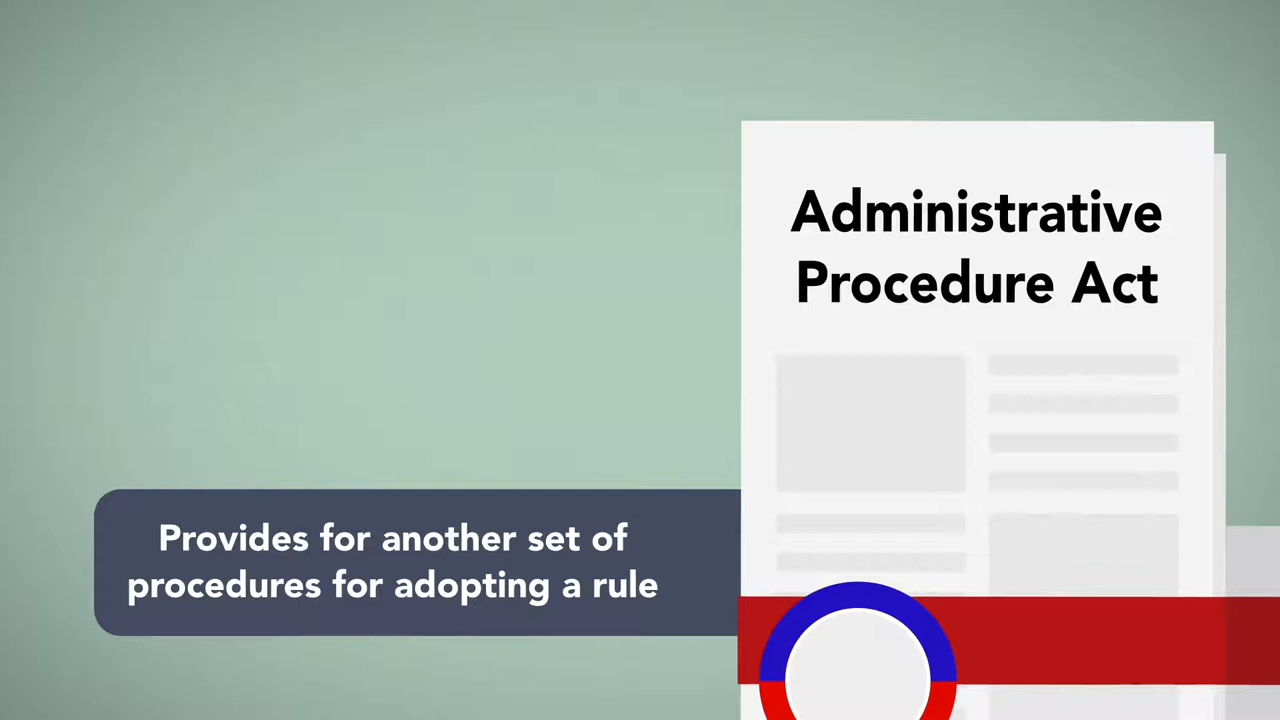 Administrative
Procedure Act
Provides for another set of
procedures for adopting a rule